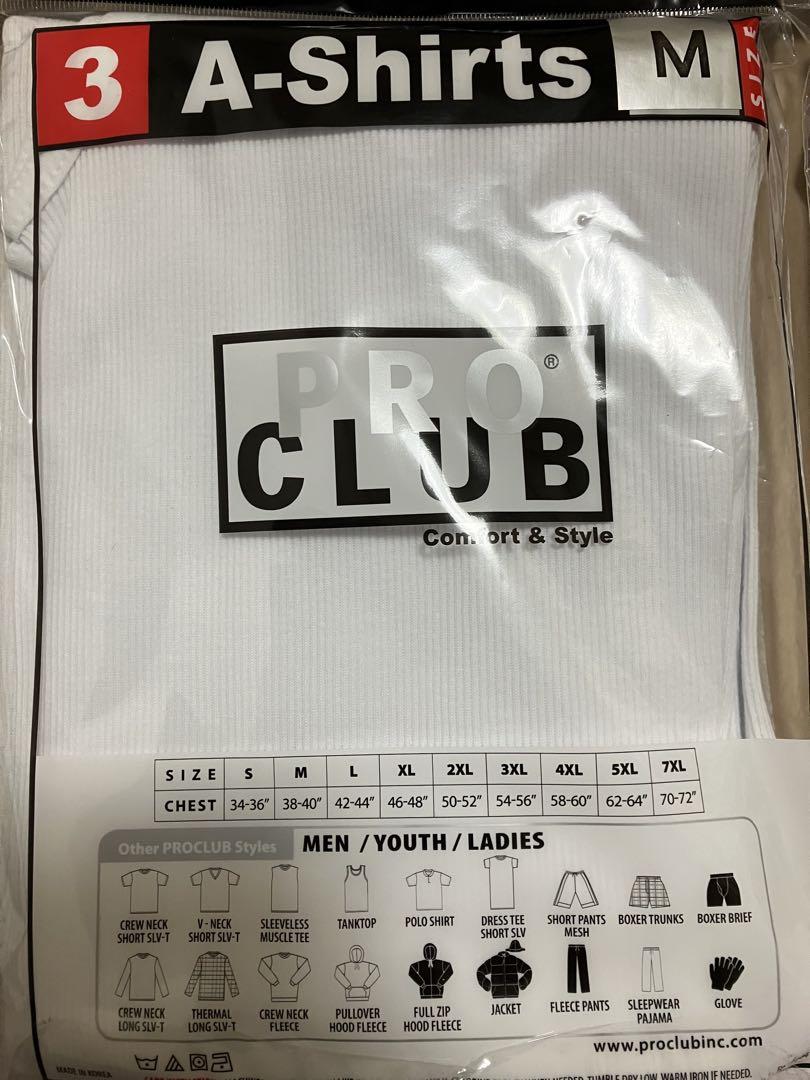 3 A-Shirts M SIZE
PRO®
CLUB
Comfort & Style
SIZE S M L XL 2XL 3XL 4XL 5XL 7XL
CHEST 34-36" 38-40" 42-44" 46-48" 50-52" 54-56" 58-60" 62-64" 70-72"
Other PROCLUB Styles MEN / YOUTH / LADIES
CREW NECK SHORT SLV-T
V - NECK SHORT SLV-T
SLEEVELESS MUSCLE TEE
TANKTOP
POLO SHIRT
DRESS TEE SHORT SLV
SHORT PANTS MESH
BOXER TRUNKS
BOXER BRIEF
CREW NECK LONG SLV-T
THERMAL LONG SLV-T
CREW NECK FLEECE
PULLOVER HOOD FLEECE
FULL ZIP HOOD FLEECE
JACKET
FLEECE PANTS
SLEEPWEAR PAJAMA
GLOVE
www.proclubinc.com
MADE IN KOREA
WHEN NEEDED. TUMBLE DRY LOW. WARM IRON IF NEEDED.